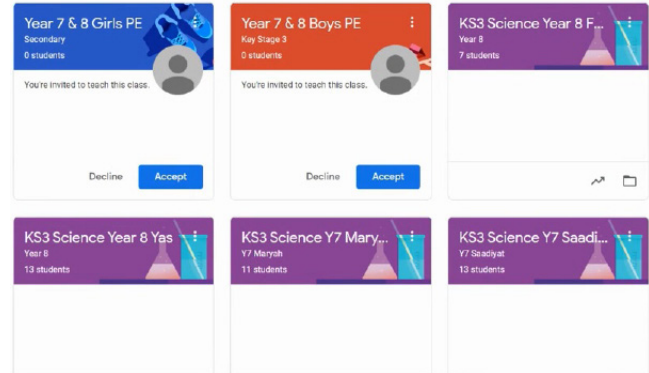 Year 7 & 8 Girls PE
Secondary
0 students
You're invited to teach this class.
Decline
Accept
Year 7 & 8 Boys PE
Key Stage 3
0 students
You're invited to teach this class.
Decline
Accept
KS3 Science Year 8 F...
Year 8
7 students
KS3 Science Year 8 Yas
Year 8
13 students
KS3 Science Y7 Mary...
Y7 Maryah
11 students
KS3 Science Y7 Saadi...
Y7 Saadiyat
13 students